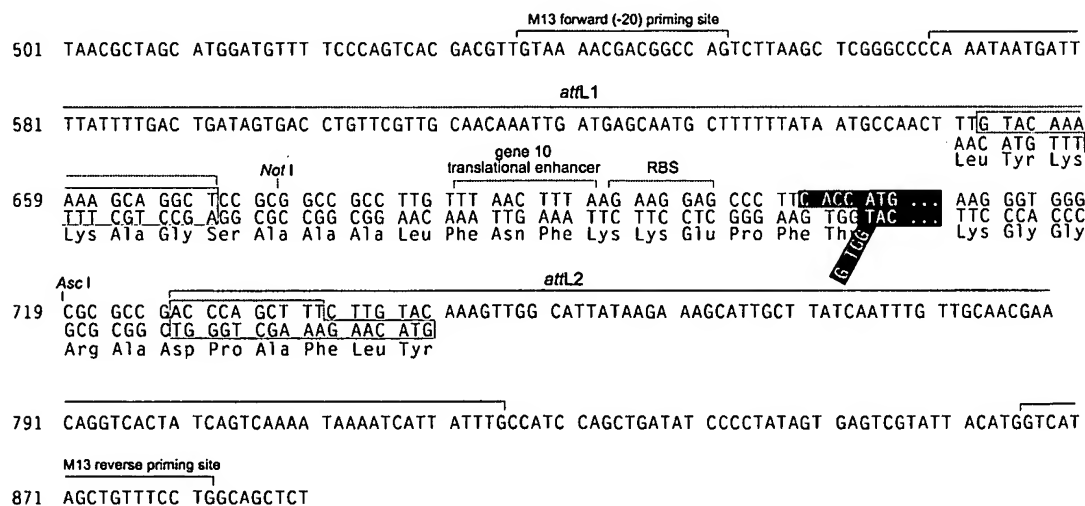 M13 forward (-20) priming site
501 TAACGCTAGC ATGGATGTTT TCCCAGTCAC GACGTTGTAA AACGACGGCC AGTCTTAAGC TCGGGCCCCA AATAATGATT
attL1
581 TTATTTTGAC TGATAGTGAC CTGTTCGTTG CAACAAATTG ATGAGCAATG CTTTTTTATA ATGCCAACT TTG TAC AAA
AAC ATG TTT
Leu Tyr Lys
Not I
gene 10
translational enhancer
RBS
659 AAA GCA GGC TCC GCG GCC GCC TTG TTT AAC TTT AAG AAG GAG CCC TTC ACC ATG ... AAG GGT GGG
TTT CGT CCG AGG CGC CGG CGG AAC AAA TTG AAA TTC TTC CTC GGG AAG TGG TAC ... TTC CCA CCC
Lys Ala Gly Ser Ala Ala Ala Leu Phe Asn Phe Lys Lys Glu Pro Phe Thr Lys Gly Gly
G TGG
Asc I
attL2
719 CGC GCC GAC CCA GCT TTC TTG TAC AAAGTTGG CATTATAAGA AAGCATTGCT TATCAATTTG TTGCAACGAA
GCG CGG CTG GGT CGA AAG AAC ATG
Arg Ala Asp Pro Ala Phe Leu Tyr
791 CAGGTCACTA TCAGTCAAAA TAAAATCATT ATTTGCCATC CAGCTGATAT CCCCTATAGT GAGTCGTATT ACATGGTCAT
M13 reverse priming site
871 AGCTGTTTCC TGGCAGCTCT